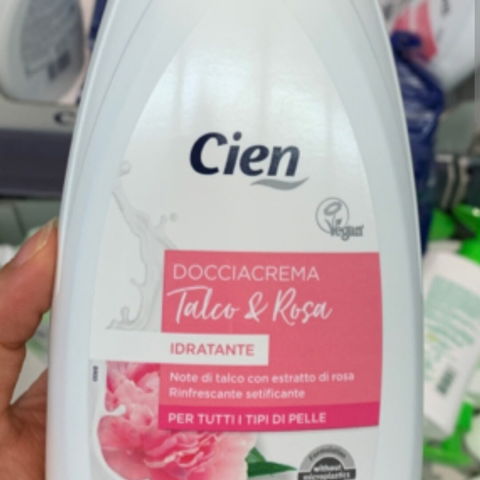 Cien
Vegan
DOCCIACREMA
Talco & Rosa
IDRATANTE
Note di talco con estratto di rosa
Rinfrescante setificante
PER TUTTI I TIPI DI PELLE
Formulation
without
microplastics